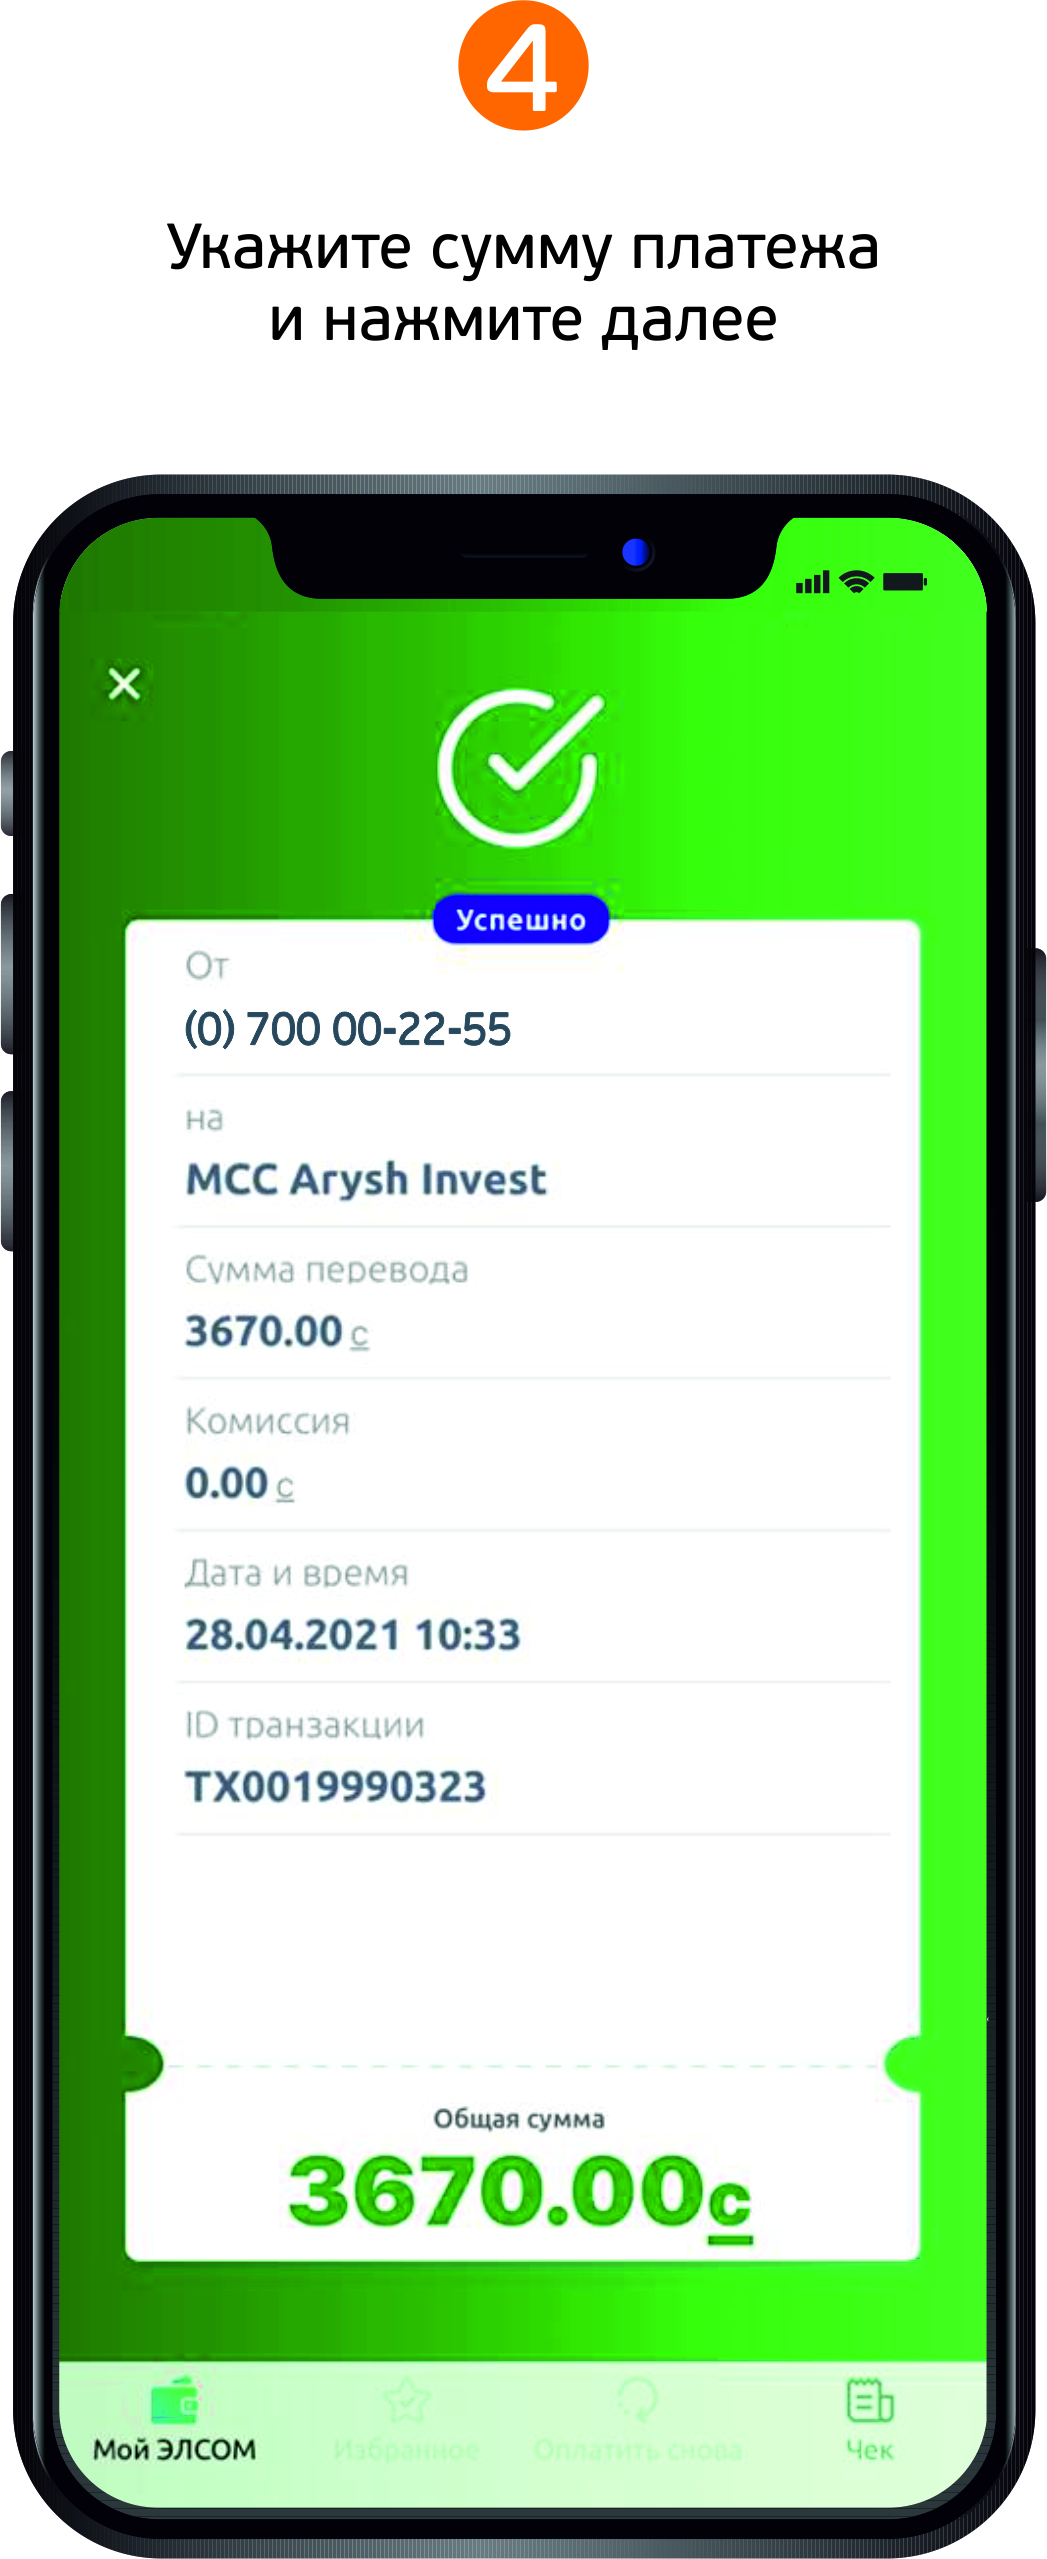 4
Укажите сумму платежа
и нажмите далее
Успешно
От
(0) 700 00-22-55
на
МСС Arysh Invest
Сумма перевода
3670.00 с
Комиссия
0.00 с
Дата и время
28.04.2021 10:33
ID транзакции
TX0019990323
Общая сумма
3670.00с
Мой ЭЛСОМ
Избранное
Оплатить снова
Чек